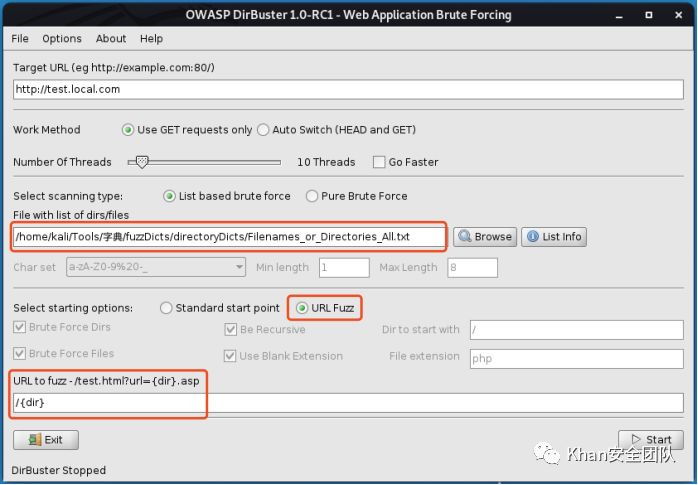 OWASP DirBuster 1.0-RC1 - Web Application Brute Forcing
File Options About Help
Target URL (eg http://example.com:80/)
http://test.local.com
Work Method Use GET requests only Auto Switch (HEAD and GET)
Number Of Threads 10 Threads Go Faster
Select scanning type: List based brute force Pure Brute Force
File with list of dirs/files
/home/kali/Tools/字典/fuzzDicts/directoryDicts/Filenames_or_Directories_All.txt Browse List Info
Char set a-zA-Z0-9%20-_ Min length 1 Max Length 8
Select starting options: Standard start point URL Fuzz
Brute Force Dirs Be Recursive Dir to start with /
Brute Force Files Use Blank Extension File extension php
URL to fuzz - /test.html?url={dir}.asp
/{dir}
Exit Start
Khan安全团队
DirBuster Stopped